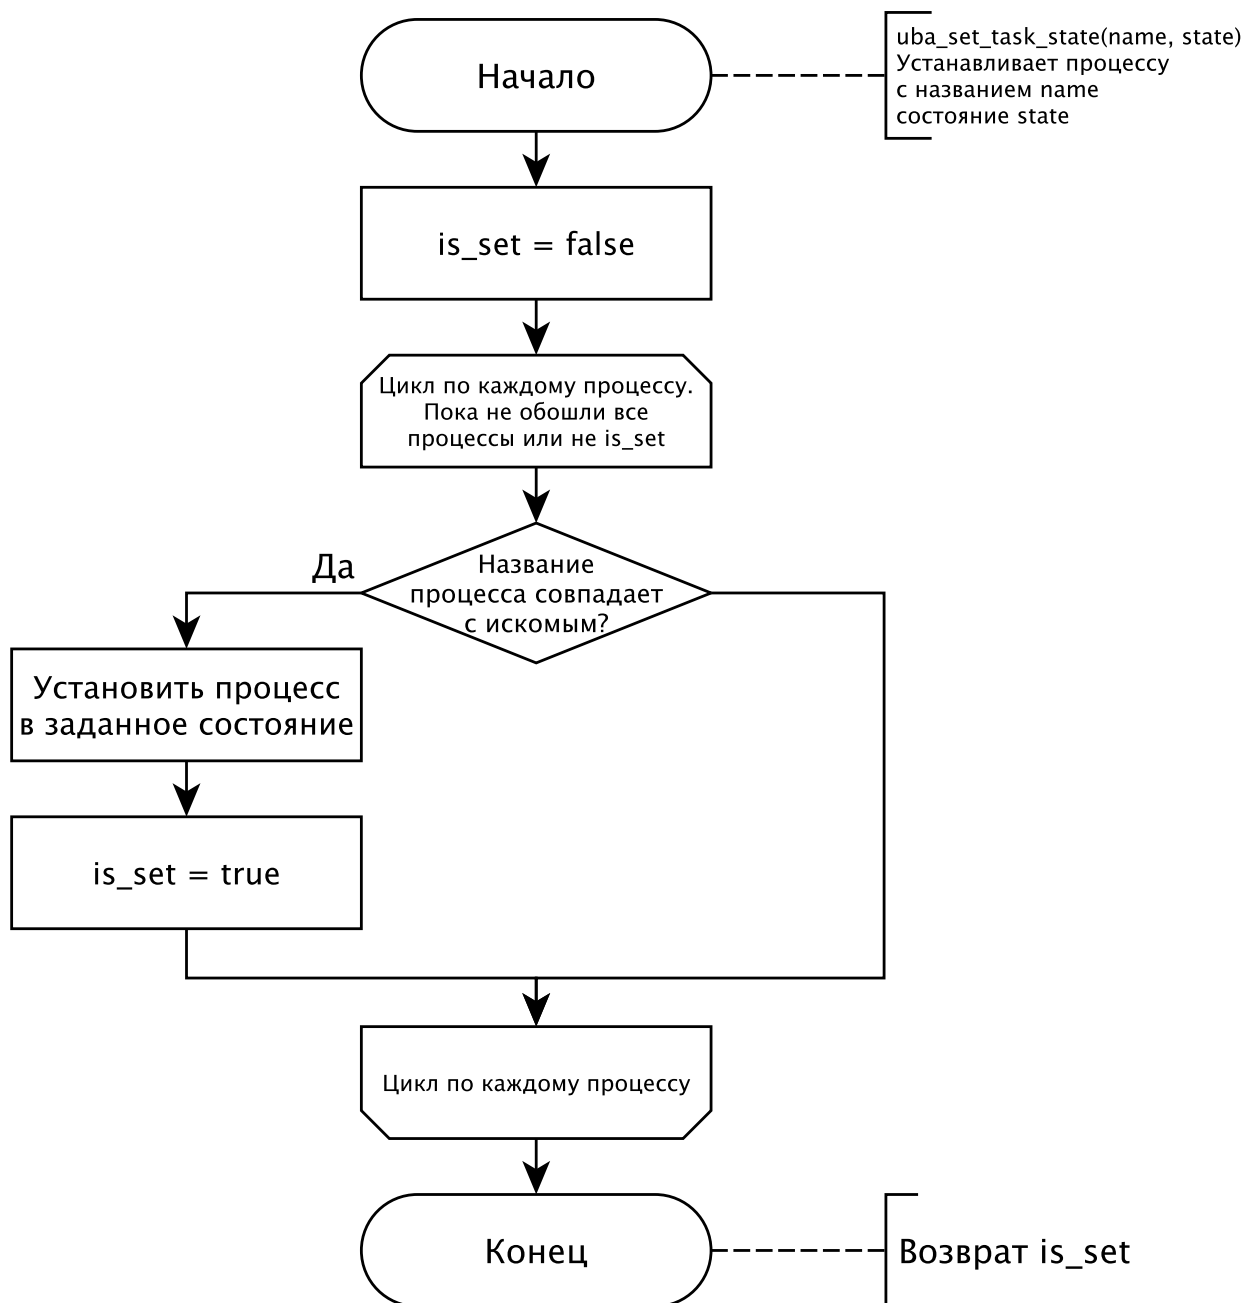 Начало
uba_set_task_state(name, state)
Устанавливает процессу
с названием name
состояние state
is_set = false
Цикл по каждому процессу.
Пока не обошли все
процессы или не is_set
Да
Название
процесса совпадает
с искомым?
Установить процесс
в заданное состояние
is_set = true
Цикл по каждому процессу
Конец
Возврат is_set